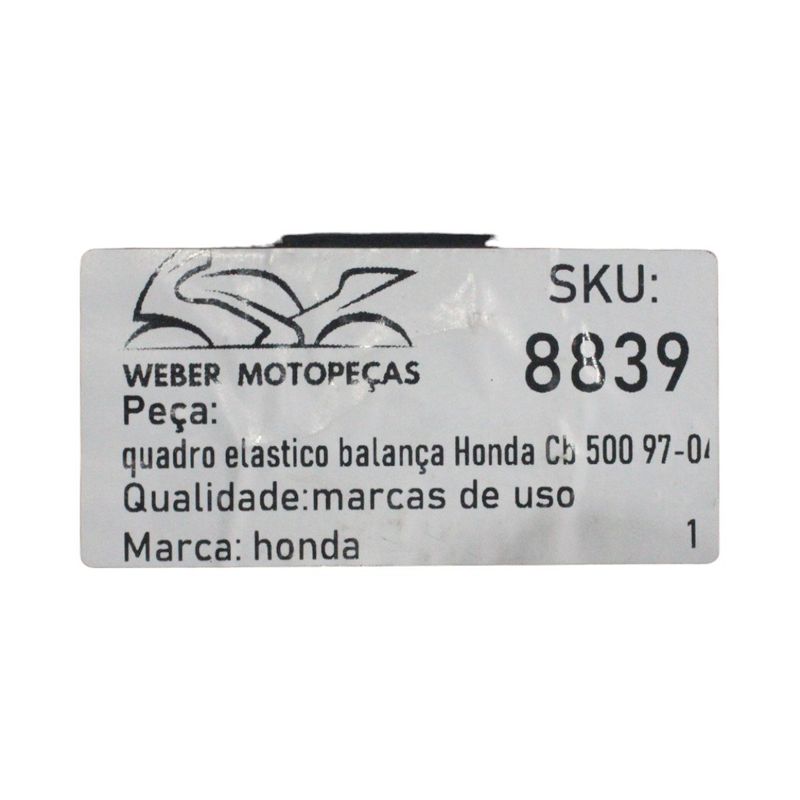 WEBER MOTOPEÇAS
SKU:
8839
Peça:
quadro elastico balança Honda Cb 500 97-04
Qualidade:marcas de uso
Marca: honda
1